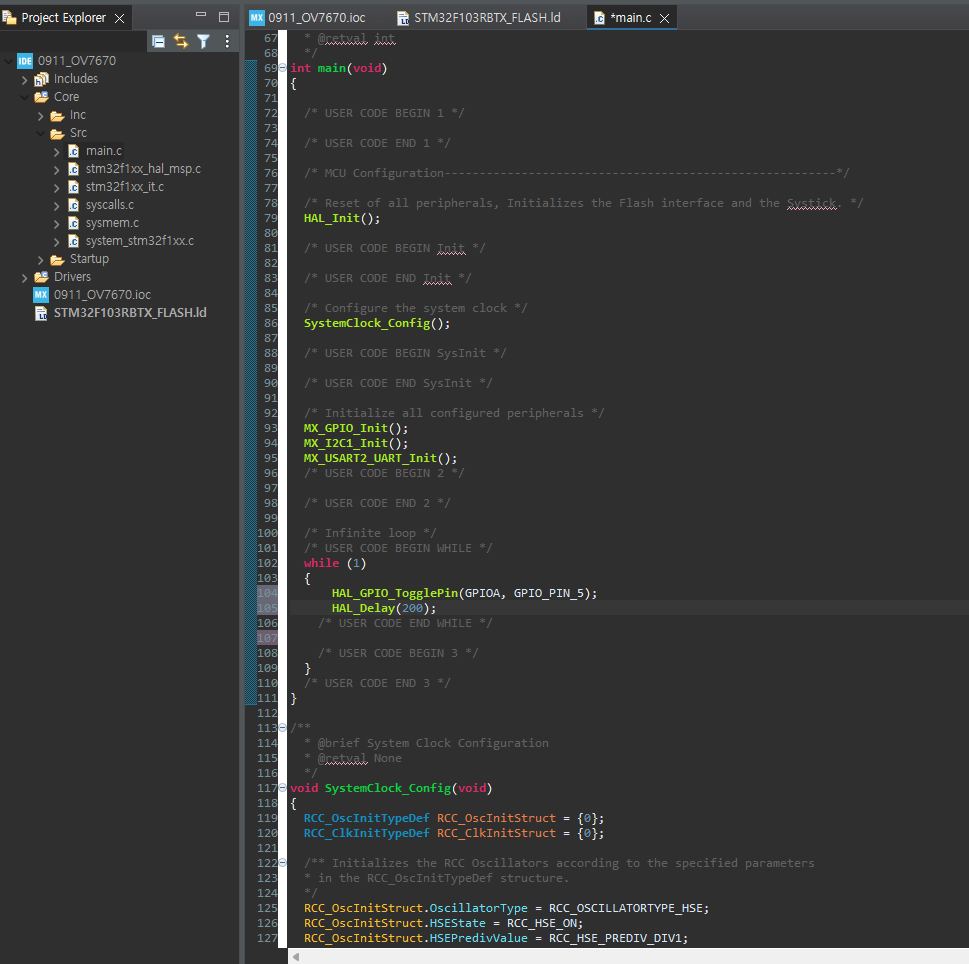 Project Explorer
0911_OV7670
Includes
Core
Inc
Src
main.c
stm32f1xx_hal_msp.c
stm32f1xx_it.c
syscalls.c
sysmem.c
system_stm32f1xx.c
Startup
Drivers
0911_OV7670.ioc
STM32F103RBTX_FLASH.ld
0911_OV7670.ioc
STM32F103RBTX_FLASH.ld
*main.c
67 * @retval int
68 */
69 int main(void)
70 {
71
72 /* USER CODE BEGIN 1 */
73
74 /* USER CODE END 1 */
75
76 /* MCU Configuration--------------------------------------------------------*/
77
78 /* Reset of all peripherals, Initializes the Flash interface and the Systick. */
79 HAL_Init();
80
81 /* USER CODE BEGIN Init */
82
83 /* USER CODE END Init */
84
85 /* Configure the system clock */
86 SystemClock_Config();
87
88 /* USER CODE BEGIN SysInit */
89
90 /* USER CODE END SysInit */
91
92 /* Initialize all configured peripherals */
93 MX_GPIO_Init();
94 MX_I2C1_Init();
95 MX_USART2_UART_Init();
96 /* USER CODE BEGIN 2 */
97
98 /* USER CODE END 2 */
99
100 /* Infinite loop */
101 /* USER CODE BEGIN WHILE */
102 while (1)
103 {
104 HAL_GPIO_TogglePin(GPIOA, GPIO_PIN_5);
105 HAL_Delay(200);
106 /* USER CODE END WHILE */
107
108 /* USER CODE BEGIN 3 */
109 }
110 /* USER CODE END 3 */
111 }
112
113 /**
114 * @brief System Clock Configuration
115 * @retval None
116 */
117 void SystemClock_Config(void)
118 {
119 RCC_OscInitTypeDef RCC_OscInitStruct = {0};
120 RCC_ClkInitTypeDef RCC_ClkInitStruct = {0};
121
122 /** Initializes the RCC Oscillators according to the specified parameters
123 * in the RCC_OscInitTypeDef structure.
124 */
125 RCC_OscInitStruct.OscillatorType = RCC_OSCILLATORTYPE_HSE;
126 RCC_OscInitStruct.HSEState = RCC_HSE_ON;
127 RCC_OscInitStruct.HSEPredivValue = RCC_HSE_PREDIV_DIV1;